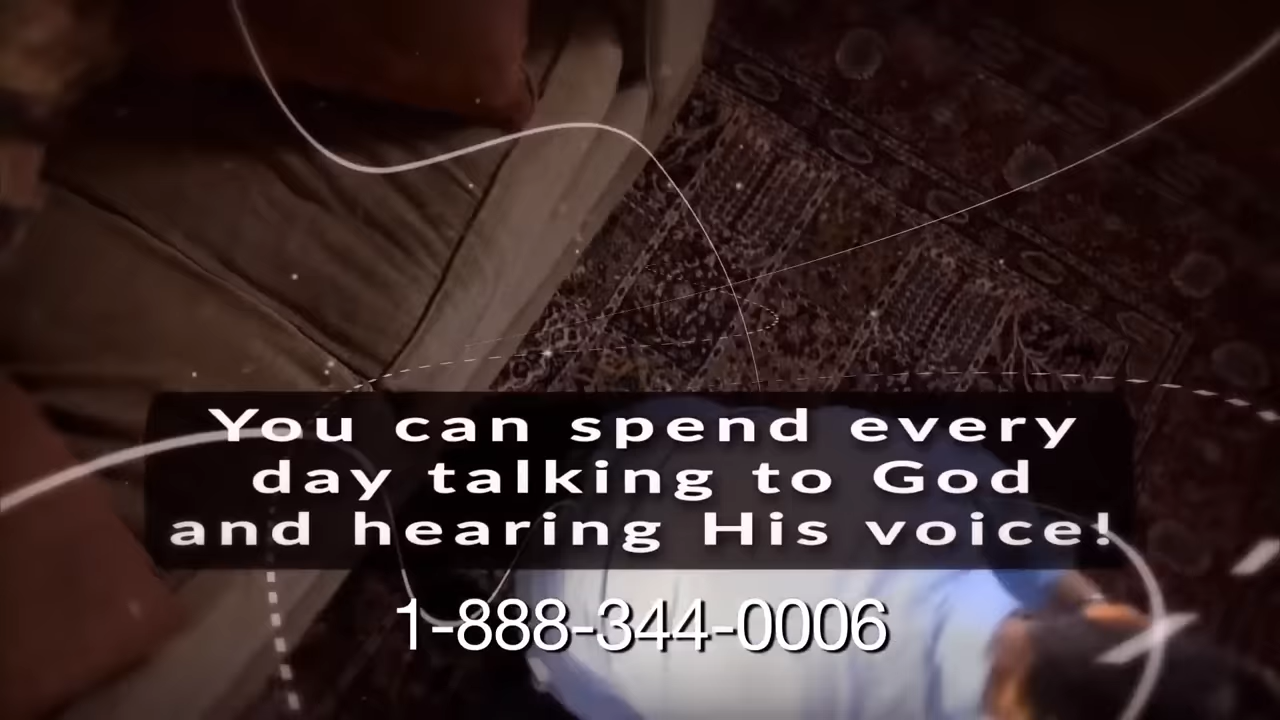 You can spend every
day talking to God
and hearing His voice!
1-888-344-0006